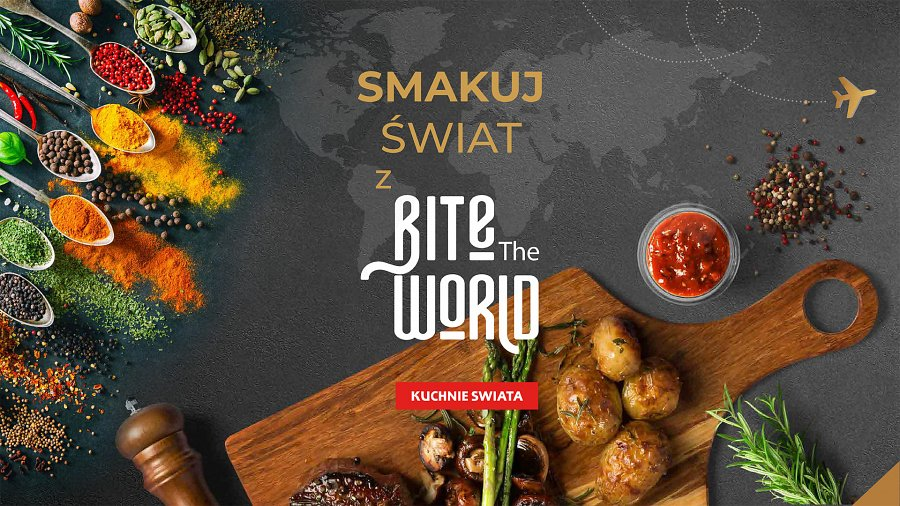 SMAKUJ
ŚWIAT
Z
BITe The
WORLD
KUCHNIE SWIATA